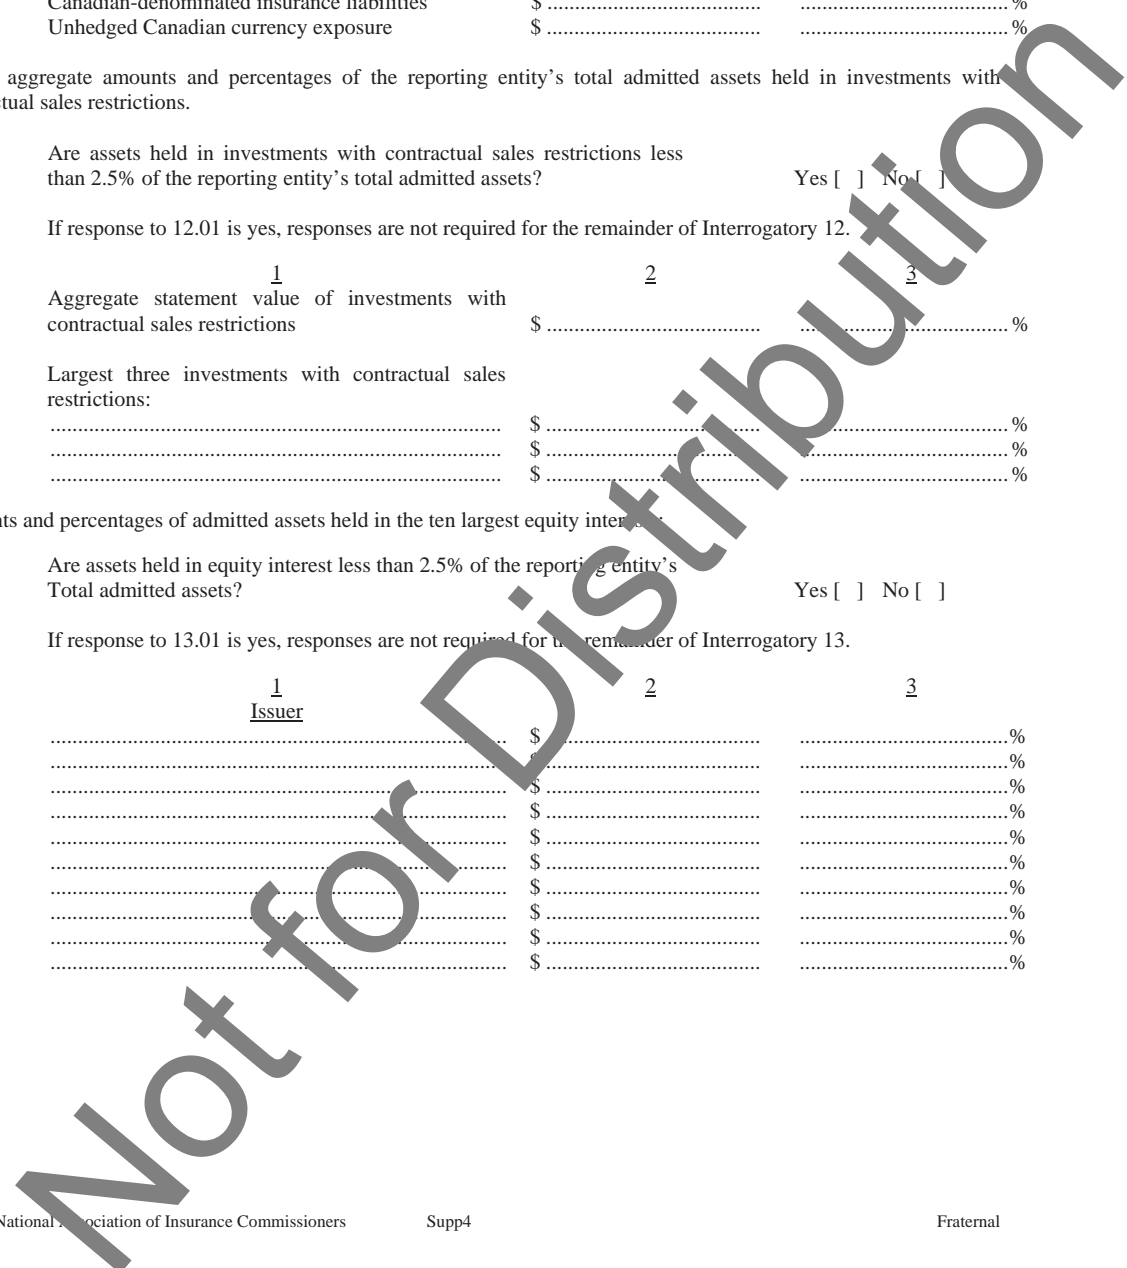 Canadian-denominated insurance liabilities $ ....................................... ...................................... %
Unhedged Canadian currency exposure $ ....................................... ...................................... %
aggregate amounts and percentages of the reporting entity’s total admitted assets held in investments with
sales restrictions.
Are assets held in investments with contractual sales restrictions less
than 2.5% of the reporting entity’s total admitted assets? Yes [ ] No [ ]
If response to 12.01 is yes, responses are not required for the remainder of Interrogatory 12.
1 2 3
Aggregate statement value of investments with
contractual sales restrictions $ ....................................... ...................................... %
Largest three investments with contractual sales
restrictions:
.................................................................................. $ ....................................... ...................................... %
.................................................................................. $ ....................................... ...................................... %
.................................................................................. $ ....................................... ...................................... %
and percentages of admitted assets held in the ten largest equity
Are assets held in equity interest less than 2.5% of the reporting entity’s
Total admitted assets? Yes [ ] No [ ]
If response to 13.01 is yes, responses are not required for the remainder of Interrogatory 13.
1 2 3
Issuer
................................................................................... $ ....................................... ......................................%
................................................................................... $ ....................................... ......................................%
................................................................................... $ ....................................... ......................................%
................................................................................... $ ....................................... ......................................%
................................................................................... $ ....................................... ......................................%
................................................................................... $ ....................................... ......................................%
................................................................................... $ ....................................... ......................................%
................................................................................... $ ....................................... ......................................%
................................................................................... $ ....................................... ......................................%
................................................................................... $ ....................................... ......................................%
Not for Distribution
National Association of Insurance Commissioners Supp4 Fraternal